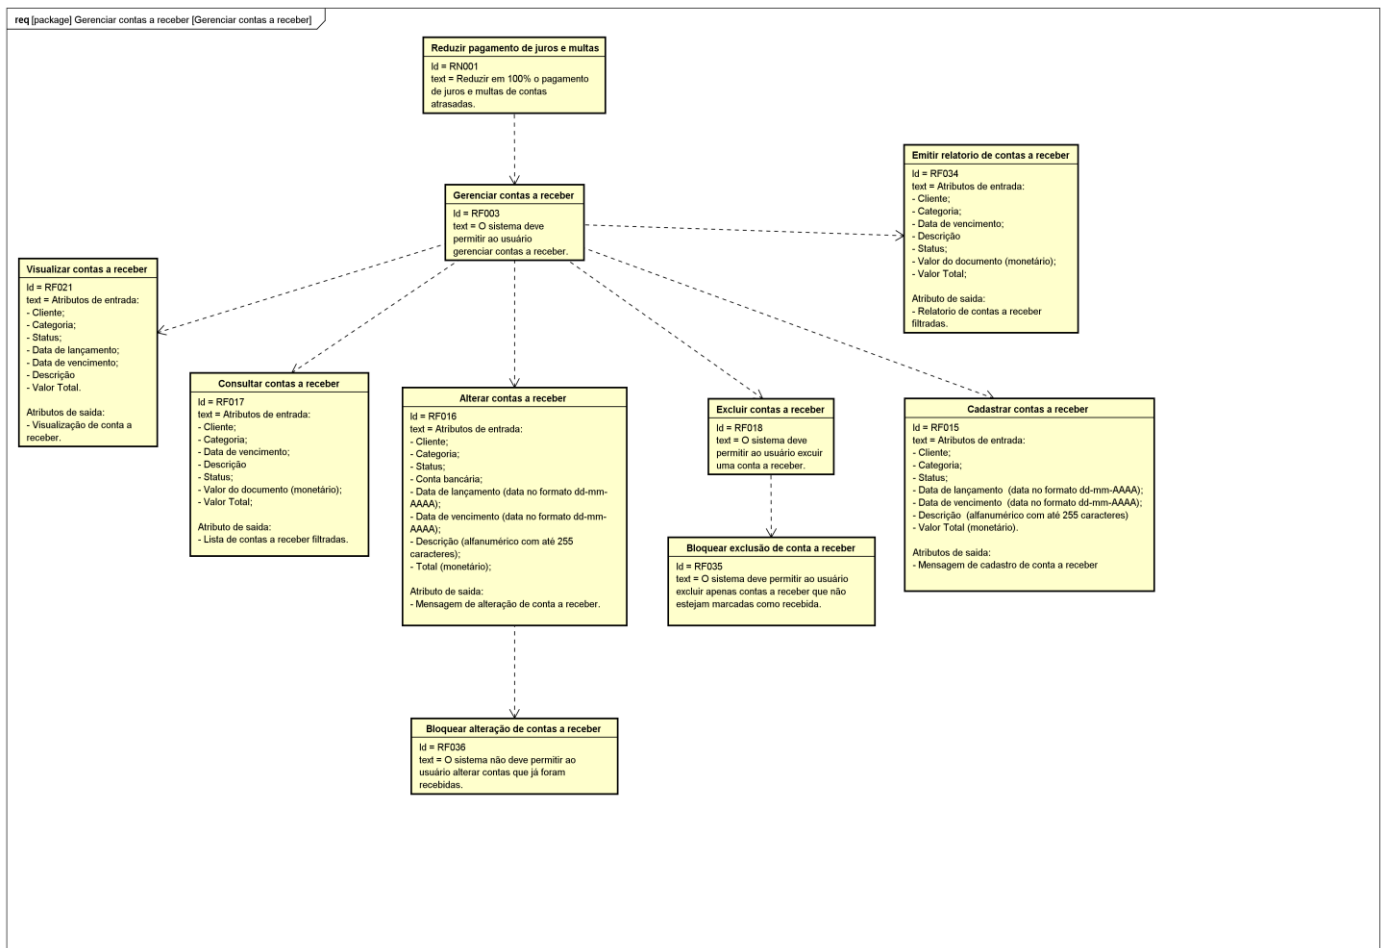 req [package] Gerenciar contas a receber [Gerenciar contas a receber]
Reduzir pagamento de juros e multas
Id = RN001
text = Reduzir em 100% o pagamento
de juros e multas de contas
atrasadas.
Emitir relatorio de contas a receber
Id = RF034
text = Atributos de entrada:
- Cliente;
- Categoria;
- Data de vencimento;
- Descrição
- Status;
- Valor do documento (monetário);
- Valor Total;
Atributo de saida:
- Relatorio de contas a receber
filtradas.
Gerenciar contas a receber
Id = RF003
text = O sistema deve
permitir ao usuário
gerenciar contas a receber.
Visualizar contas a receber
Id = RF021
text = Atributos de entrada:
- Cliente;
- Categoria;
- Status;
- Data de lançamento;
- Data de vencimento;
- Descrição
- Valor Total.
Atributos de saida:
- Visualização de conta a
receber.
Consultar contas a receber
Id = RF017
text = Atributos de entrada:
- Cliente;
- Categoria;
- Data de vencimento;
- Descrição
- Status;
- Valor do documento (monetário);
- Valor Total;
Atributo de saída:
- Lista de contas a receber filtradas.
Alterar contas a receber
Id = RF016
text = Atributos de entrada:
- Cliente;
- Categoria;
- Status;
- Conta bancária;
- Data de lançamento (data no formato dd-mm-
AAAA);
- Data de vencimento (data no formato dd-mm-
AAAA);
- Descrição (alfanumérico com até 255
caracteres);
- Total (monetário);
Atributo de saida:
- Mensagem de alteração de conta a receber.
Excluir contas a receber
Id = RF018
text = O sistema deve
permitir ao usuário excuir
uma conta a receber.
Cadastrar contas a receber
Id = RF015
text = Atributos de entrada:
- Cliente;
- Categoria;
- Status;
- Data de lançamento  (data no formato dd-mm-AAAA);
- Data de vencimento  (data no formato dd-mm-AAAA);
- Descrição  (alfanumérico com até 255 caracteres)
- Valor Total (monetário).
Atributos de saida:
- Mensagem de cadastro de conta a receber
Bloquear exclusão de conta a receber
Id = RF035
text = O sistema deve permitir ao usuário
excluir apenas contas a receber que não
estejam marcadas como recebida.
Bloquear alteração de contas a receber
Id = RF036
text = O sistema não deve permitir ao
usuário alterar contas que já foram
recebidas.